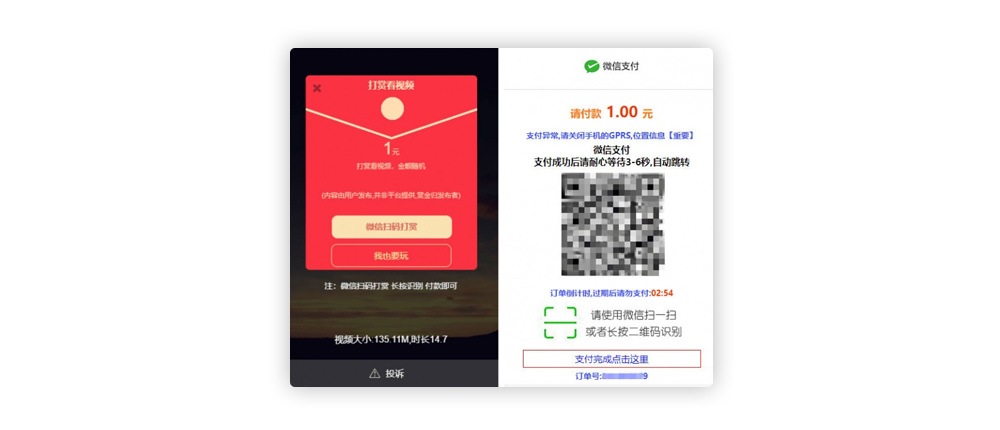 打赏看视频
1元
打赏看视频，金额随机
(内容由用户发布,并非平台提供,赏金归发布者)
微信扫码打赏
我也要玩
注：微信扫码打赏 长按识别 付款即可
视频大小:135.11M,时长14.7
投诉
微信支付
请付款 1.00 元
支付异常,请关闭手机的GPRS,位置信息【重要】
微信支付
支付成功后请耐心等待3-6秒,自动跳转
订单倒计时,过期后请勿支付:02:54
请使用微信扫一扫
或者长按二维码识别
支付完成点击这里
订单号: